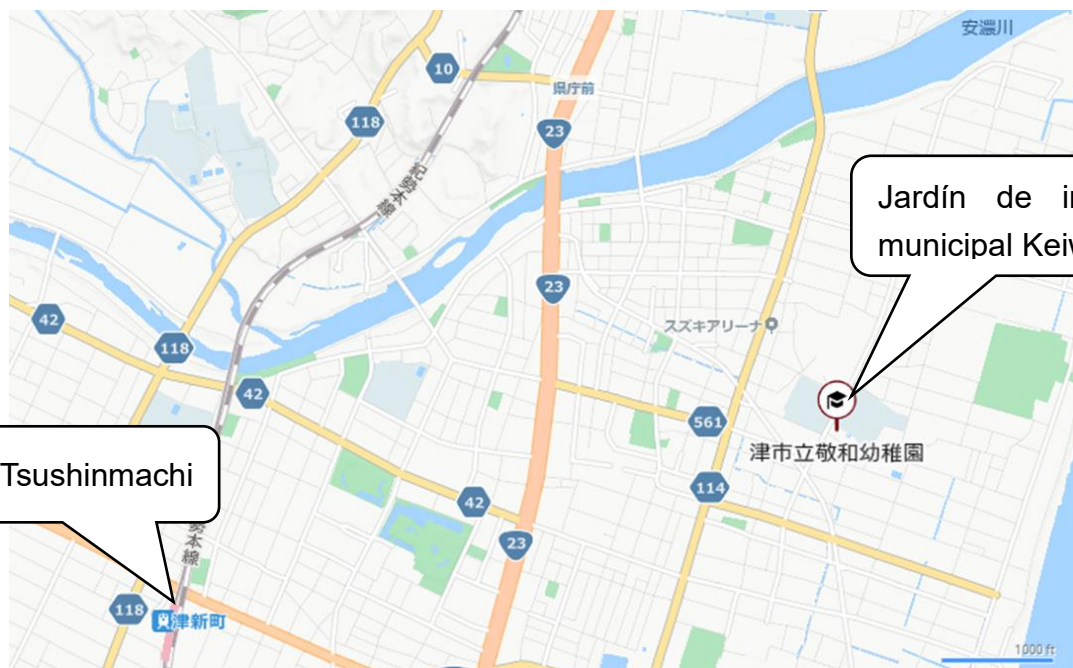 安濃川
10
県庁前
118
23
紀勢本線
Jardín de in
municipal Keiw
23
42
スズキアリーナ
118
42
561
津市立敬和幼稚園
Tsushinmachi
114
42
勢本線
23
118
津新町
1000 ft